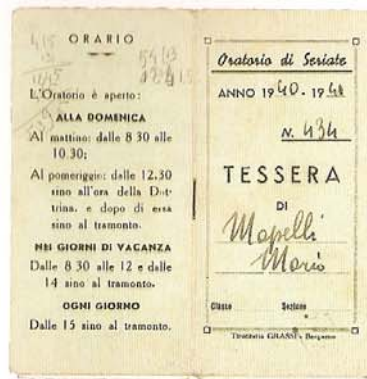 ORARIO
L'Oratorio è aperto:
ALLA DOMENICA
Al mattino: dalle 8 30 alle
10.30;
Al pomeriggio: dalle 12.30
sino all'ora della Dot-
trina, e dopo di essa
sino al tramonto.
NEI GIORNI DI VACANZA
Dalle 8 30 alle 12 e dalle
14 sino al tramonto.
OGNI GIORNO
Dalle 15 sino al tramonto.
Oratorio di Seriate
ANNO 1940 - 19
N. 434
TESSERA
DI
Mapelli
Mario
Classe Sezione
Tipografia GRASSI - Bergamo